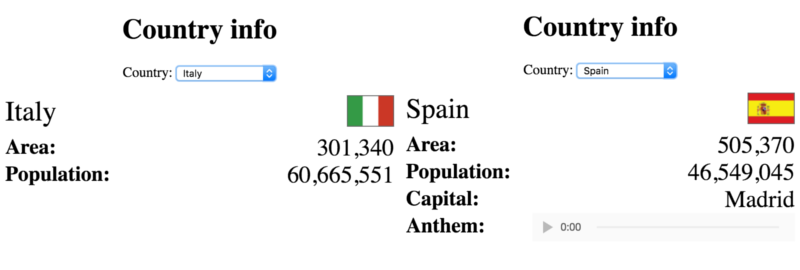 Country info
Country: Italy
Italy
Area: 301,340
Population: 60,665,551
Country info
Country: Spain
Spain
Area: 505,370
Population: 46,549,045
Capital: Madrid
Anthem: 0:00